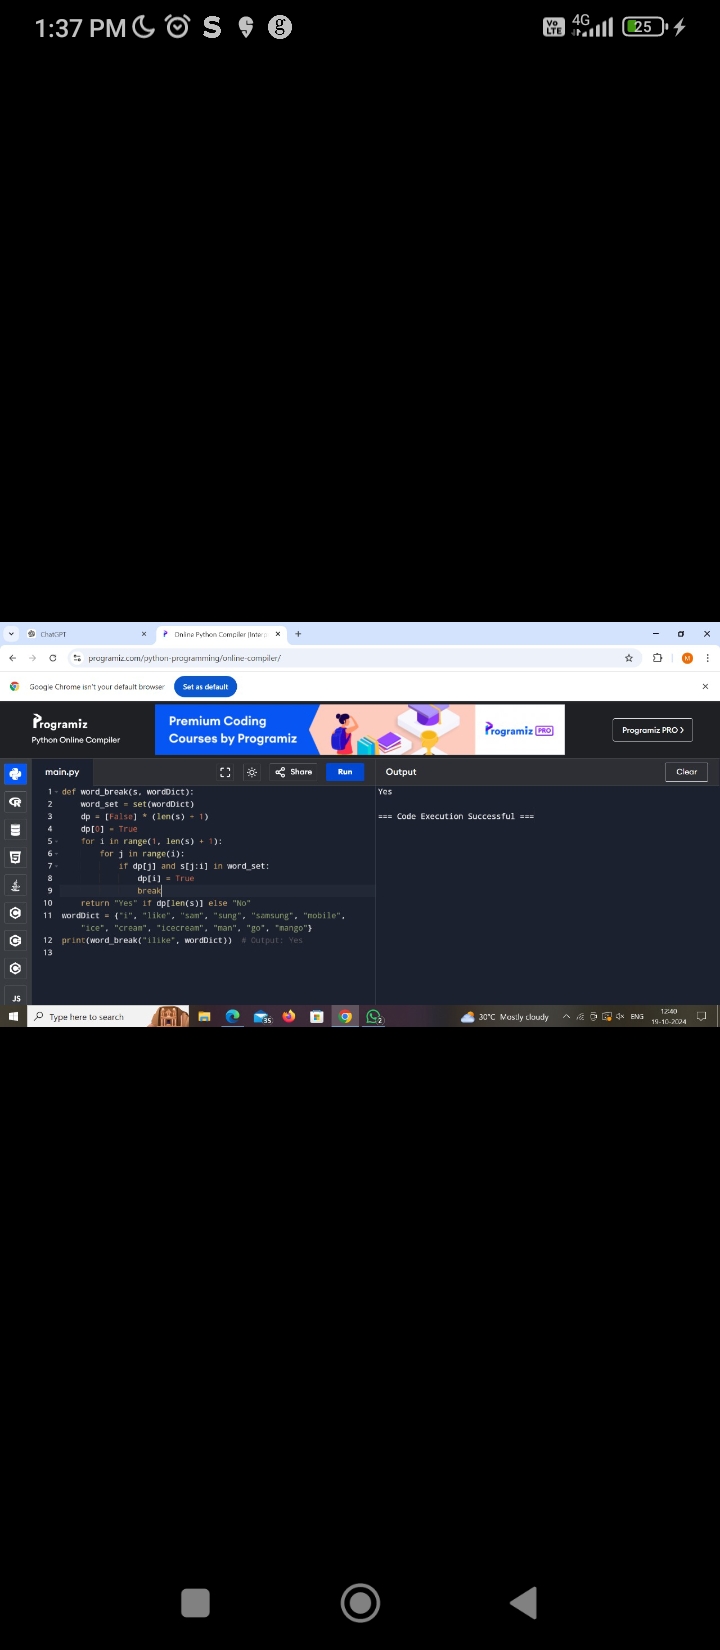 1:37 PM
Vo LTE 4G 25
ChatGPT
Online Python Compiler (Interp
programiz.com/python-programming/online-compiler/
M
Google Chrome isn't your default browser
Set as default
Programiz
Python Online Compiler
Premium Coding
Courses by Programiz
Programiz PRO
Programiz PRO
main.py
Share
Run
Output
Clear
1 def word_break(s, wordDict):
2 word_set = set(wordDict)
3 dp = [False] * (len(s) + 1)
4 dp[0] = True
5 for i in range(1, len(s) + 1):
6 for j in range(i):
7 if dp[j] and s[j:i] in word_set:
8 dp[i] = True
9 break
10 return "Yes" if dp[len(s)] else "No"
11 wordDict = {"i", "like", "sam", "sung", "samsung", "mobile",
"ice", "cream", "icecream", "man", "go", "mango"}
12 print(word_break("ilike", wordDict)) # Output: Yes
13
Yes
=== Code Execution Successful ===
JS
Type here to search
35
2
30°C Mostly cloudy
ENG
12:40
19-10-2024